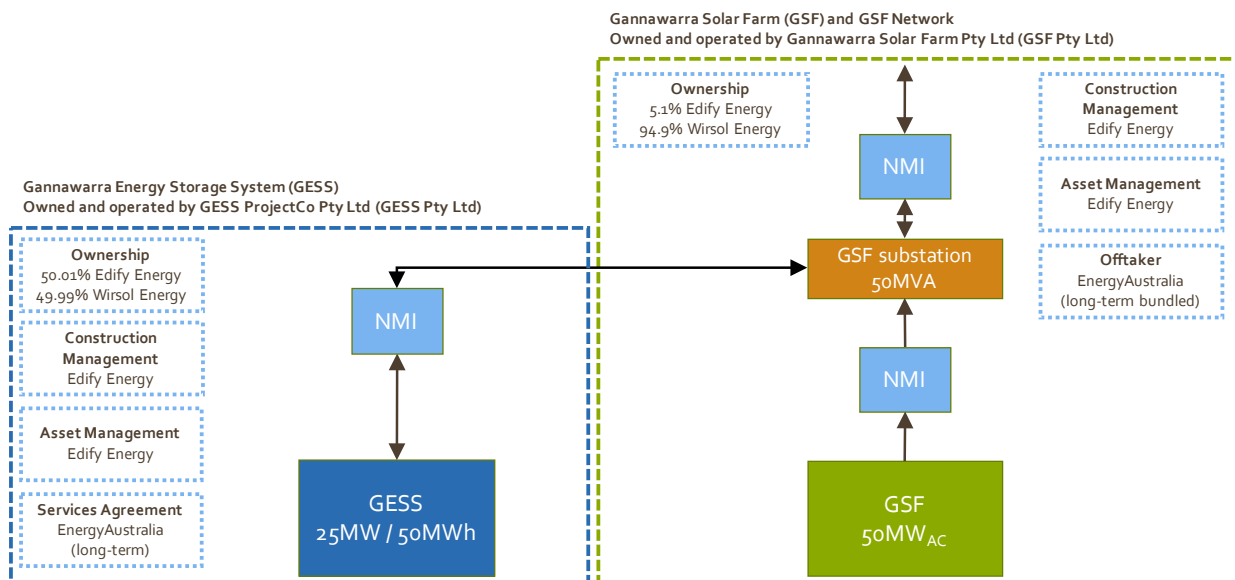 Gannawarra Solar Farm (GSF) and GSF Network
Owned and operated by Gannawarra Solar Farm Pty Ltd (GSF Pty Ltd)
Ownership
5.1% Edify Energy
94.9% Wirsol Energy
Construction
Management
Edify Energy
NMI
Asset Management
Edify Energy
Gannawarra Energy Storage System (GESS)
Owned and operated by GESS ProjectCo Pty Ltd (GESS Pty Ltd)
Ownership
50.01% Edify Energy
49.99% Wirsol Energy
GSF substation
50MVA
Offtaker
EnergyAustralia
(long-term bundled)
NMI
Construction
Management
Edify Energy
NMI
Asset Management
Edify Energy
GESS
25MW / 50MWh
GSF
50MWAC
Services Agreement
EnergyAustralia
(long-term)